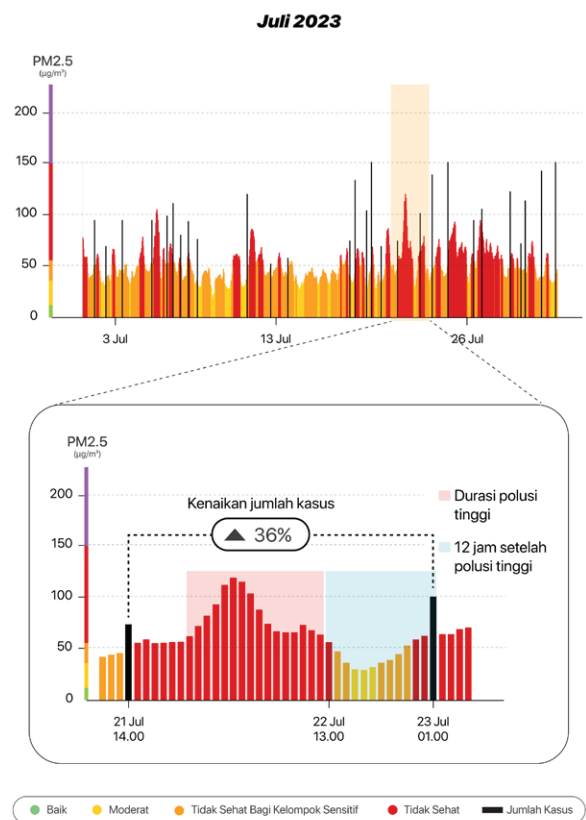 Juli 2023
PM2.5
(µg/m³)
200
150
100
50
0
3 Jul
13 Jul
26 Jul
PM2.5
(µg/m³)
200
150
100
50
0
Kenaikan jumlah kasus
36%
Durasi polusi
tinggi
12 jam setelah
polusi tinggi
21 Jul
14.00
22 Jul
13.00
23 Jul
01.00
Baik
Moderat
Tidak Sehat Bagi Kelompok Sensitif
Tidak Sehat
Jumlah Kasus